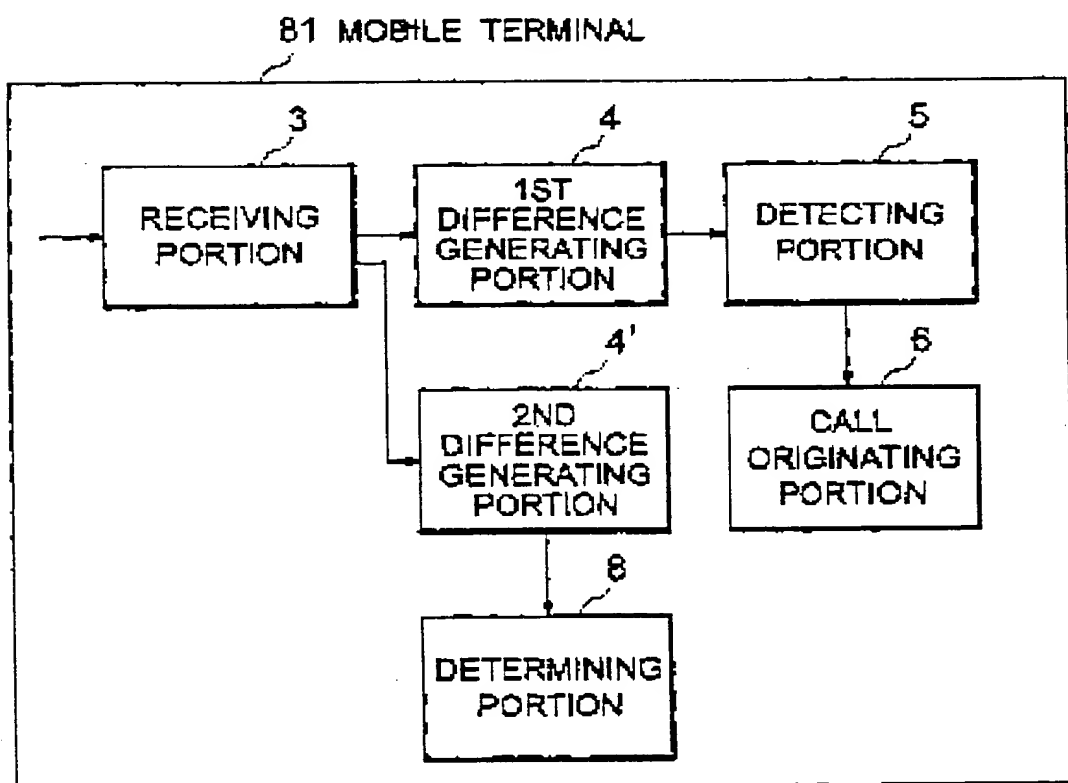 81 MOBILE TERMINAL
3
RECEIVING
PORTION
4
1ST
DIFFERENCE
GENERATING
PORTION
5
DETECTING
PORTION
4'
2ND
DIFFERENCE
GENERATING
PORTION
6
CALL
ORIGINATING
PORTION
8
DETERMINING
PORTION